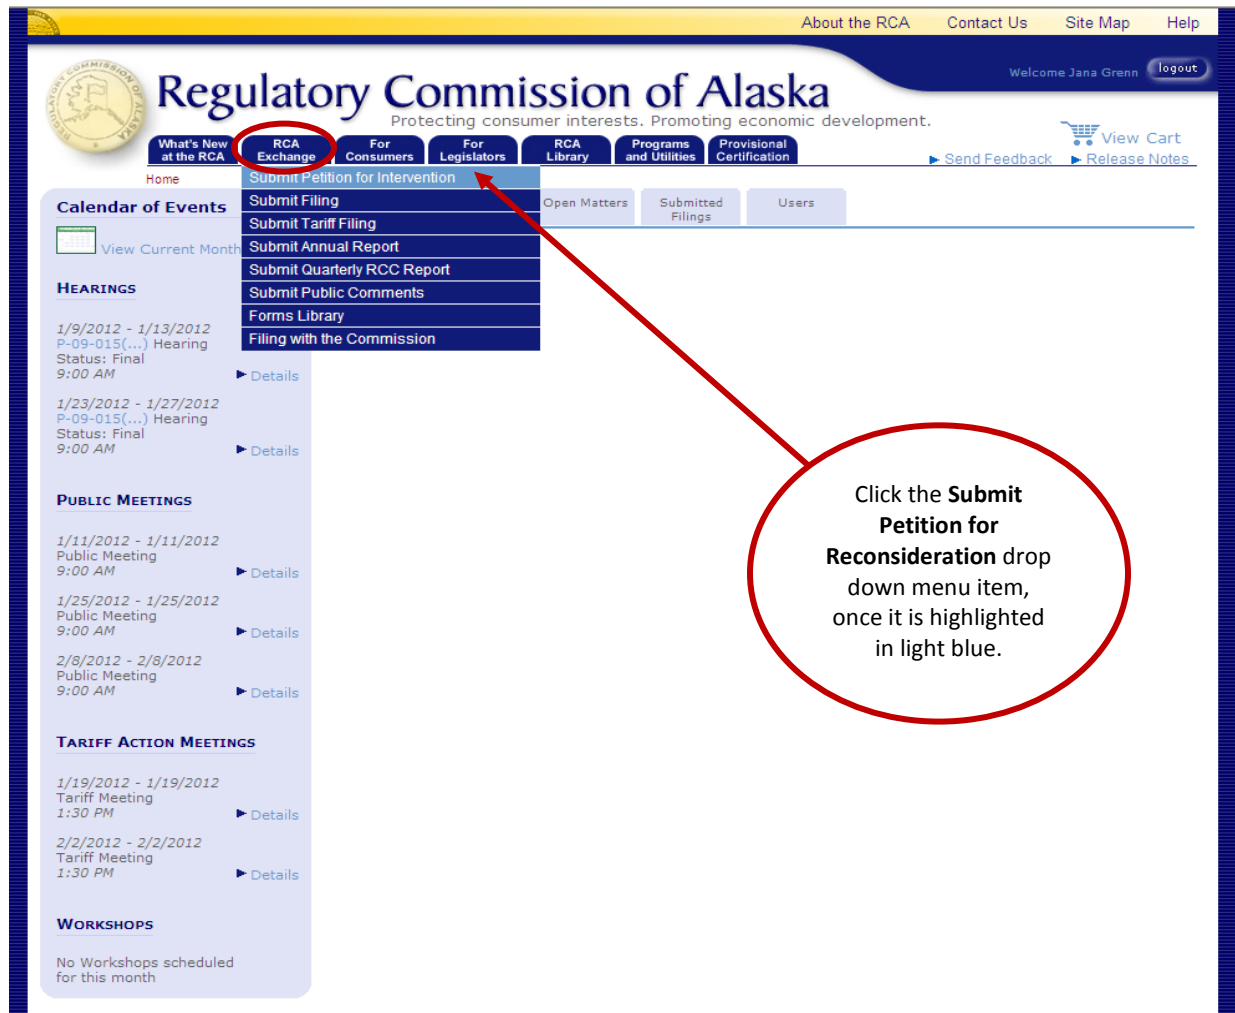 About the RCA Contact Us Site Map Help
Welcome Jana Grenn logout
Regulatory Commission of Alaska
Protecting consumer interests. Promoting economic development.
View Cart
Send Feedback Release Notes
What's New at the RCA
RCA Exchange
For Consumers
For Legislators
RCA Library
Programs and Utilities
Provisional Certification
Home
Submit Petition for Intervention
Submit Filing
Submit Tariff Filing
Submit Annual Report
Submit Quarterly RCC Report
Submit Public Comments
Forms Library
Filing with the Commission
Open Matters
Submitted Filings
Users
Calendar of Events
View Current Month
HEARINGS
1/9/2012 - 1/13/2012
P-09-015(...) Hearing
Status: Final
9:00 AM
Details
1/23/2012 - 1/27/2012
P-09-015(...) Hearing
Status: Final
9:00 AM
Details
PUBLIC MEETINGS
1/11/2012 - 1/11/2012
Public Meeting
9:00 AM
Details
1/25/2012 - 1/25/2012
Public Meeting
9:00 AM
Details
2/8/2012 - 2/8/2012
Public Meeting
9:00 AM
Details
TARIFF ACTION MEETINGS
1/19/2012 - 1/19/2012
Tariff Meeting
1:30 PM
Details
2/2/2012 - 2/2/2012
Tariff Meeting
1:30 PM
Details
WORKSHOPS
No Workshops scheduled
for this month
Click the Submit
Petition for
Reconsideration drop
down menu item,
once it is highlighted
in light blue.